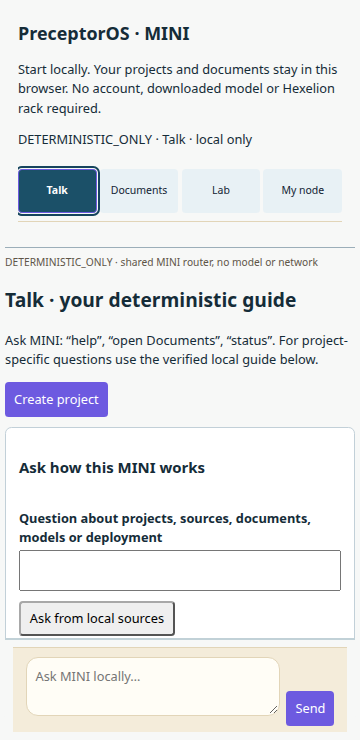 PreceptorOS · MINI
Start locally. Your projects and documents stay in this
browser. No account, downloaded model or Hexelion
rack required.
DETERMINISTIC_ONLY · Talk · local only
Talk
Documents
Lab
My node
DETERMINISTIC_ONLY · shared MINI router, no model or network
Talk · your deterministic guide
Ask MINI: “help”, “open Documents”, “status”. For project-
specific questions use the verified local guide below.
Create project
Ask how this MINI works
Question about projects, sources, documents,
models or deployment
Ask from local sources
Ask MINI locally...
Send